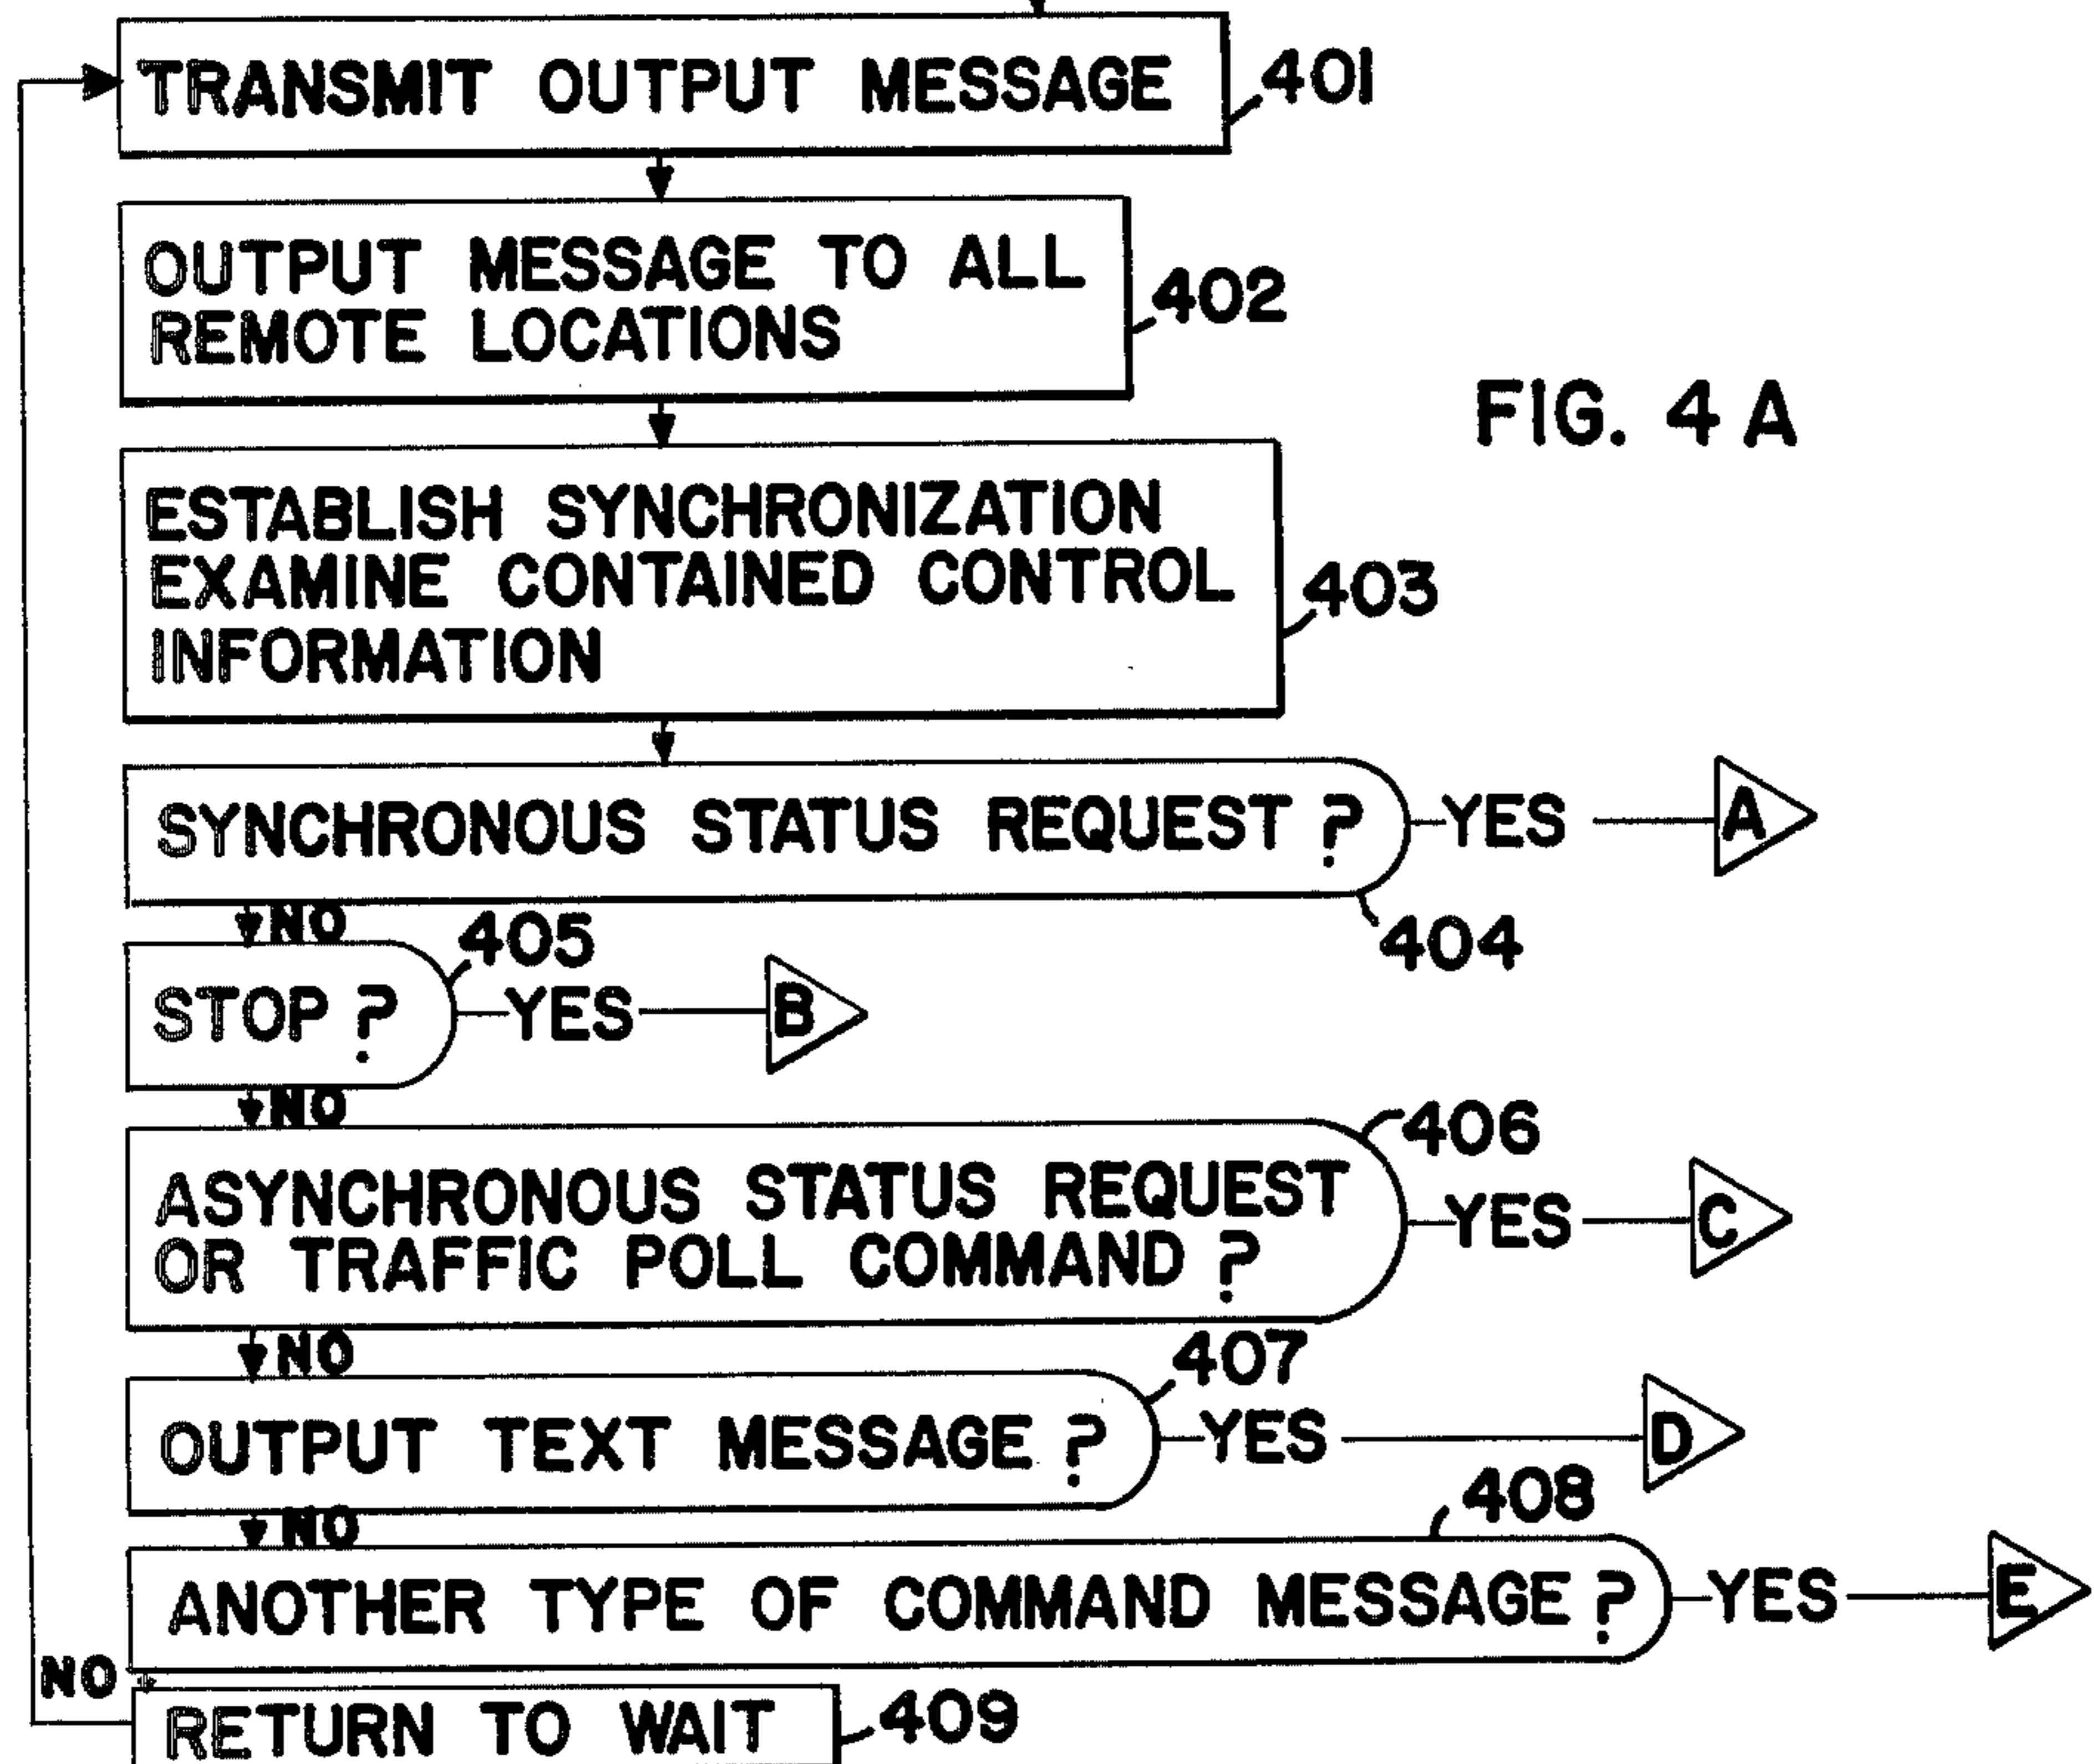 TRANSMIT OUTPUT MESSAGE
401
OUTPUT MESSAGE TO ALL
REMOTE LOCATIONS
402
FIG. 4 A
ESTABLISH SYNCHRONIZATION
EXAMINE CONTAINED CONTROL
INFORMATION
403
SYNCHRONOUS STATUS REQUEST ?
YES
A
404
NO
405
STOP ?
YES
B
NO
406
ASYNCHRONOUS STATUS REQUEST
OR TRAFFIC POLL COMMAND ?
YES
C
NO
407
OUTPUT TEXT MESSAGE ?
YES
D
NO
408
ANOTHER TYPE OF COMMAND MESSAGE ?
YES
E
NO
RETURN TO WAIT
409